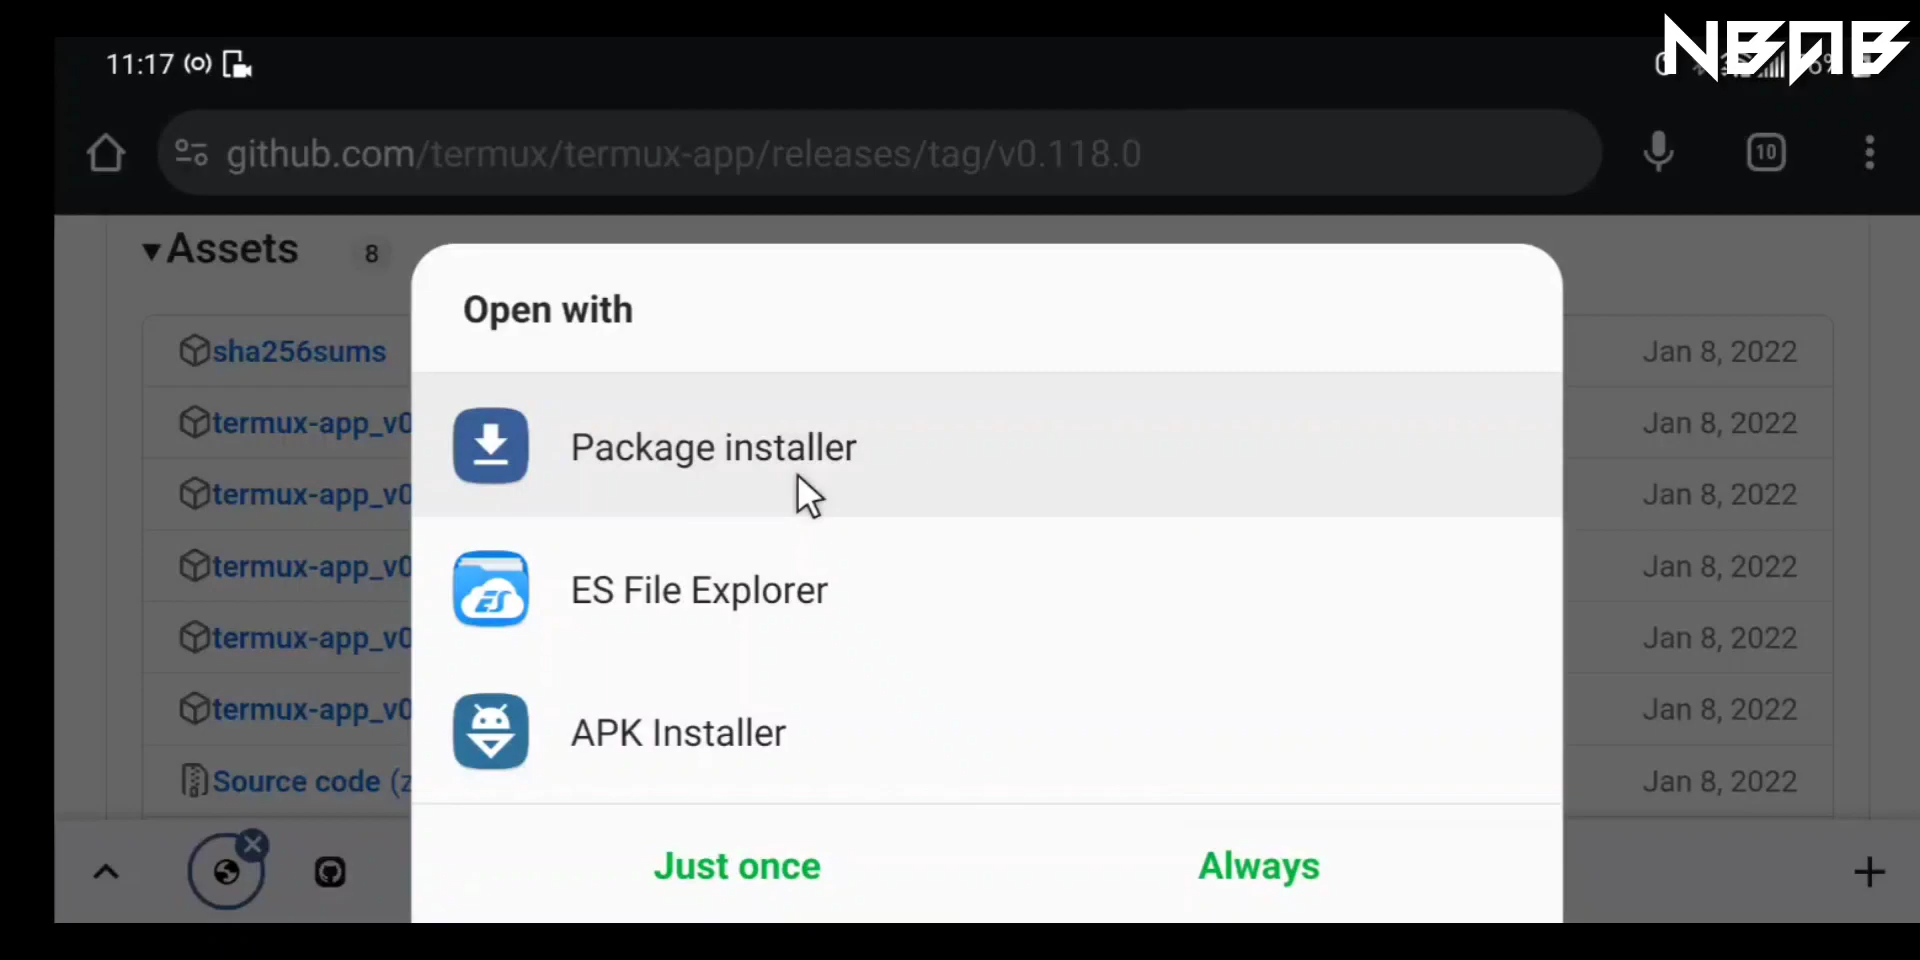 11:17
NBAB
github.com/termux/termux-app/releases/tag/v0.118.0
10
Assets 8
Open with
sha256sums Jan 8, 2022
termux-app_v0 Jan 8, 2022
Package installer
termux-app_v0 Jan 8, 2022
termux-app_v0 Jan 8, 2022
ES File Explorer
termux-app_v0 Jan 8, 2022
termux-app_v0 Jan 8, 2022
APK Installer
Source code (z Jan 8, 2022
Just once Always